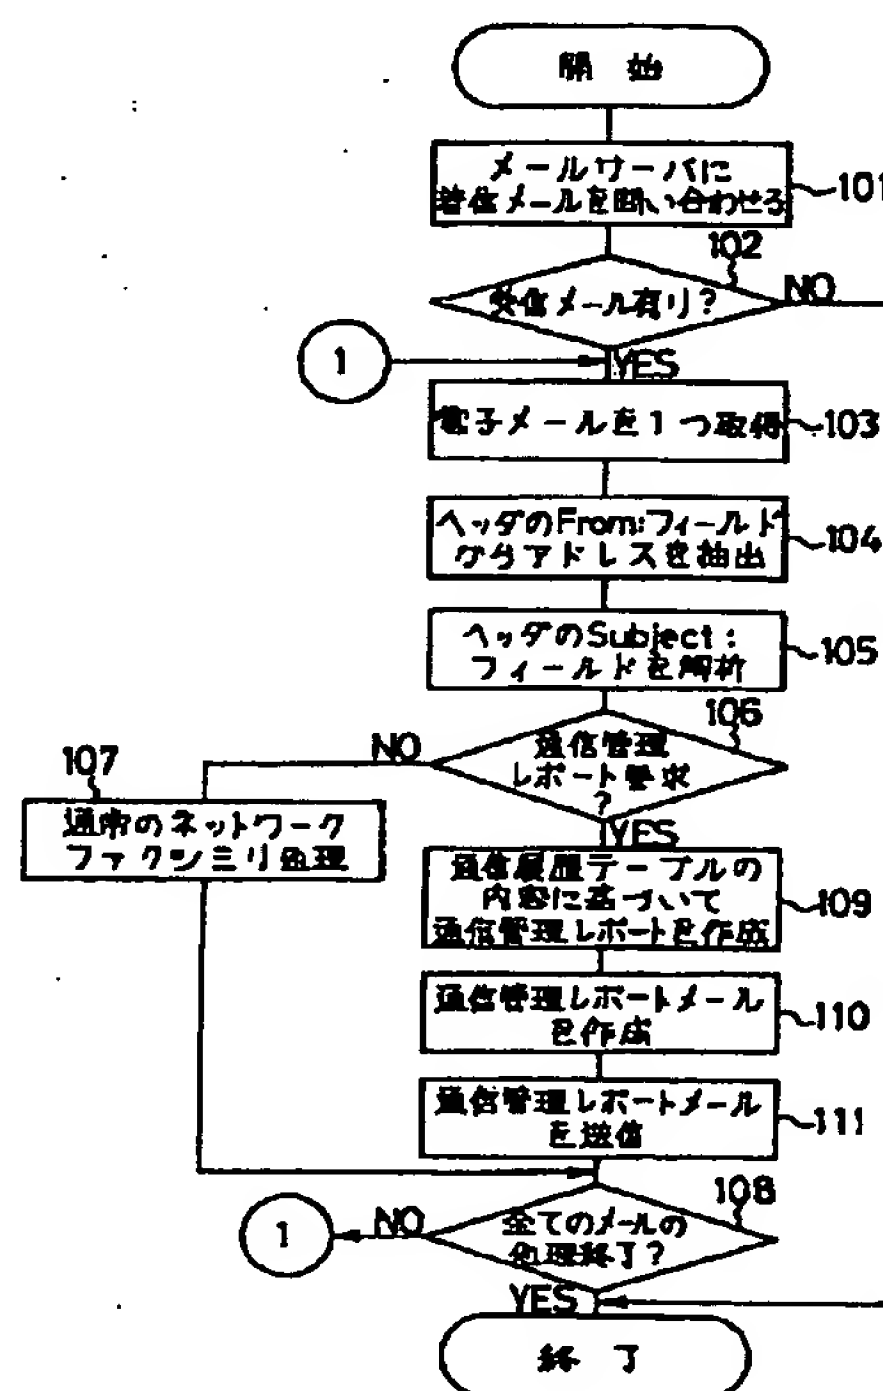 開始
メールサーバに
着信メールを問い合わせる
101
102
受信メール有り?
NO
1
YES
電子メールを1つ取得
103
ヘッダのFrom:フィールド
からアドレスを抽出
104
ヘッダのSubject:
フィールドを解析
105
106
通信管理
レポート要求
?
NO
107
通常のネットワーク
ファクシミリ処理
YES
通信履歴テーブルの
内容に基づいて
通信管理レポートを作成
109
通信管理レポートメール
を作成
110
通信管理レポートメール
を送信
111
108
全てのメールの
処理終了?
NO
1
YES
終了